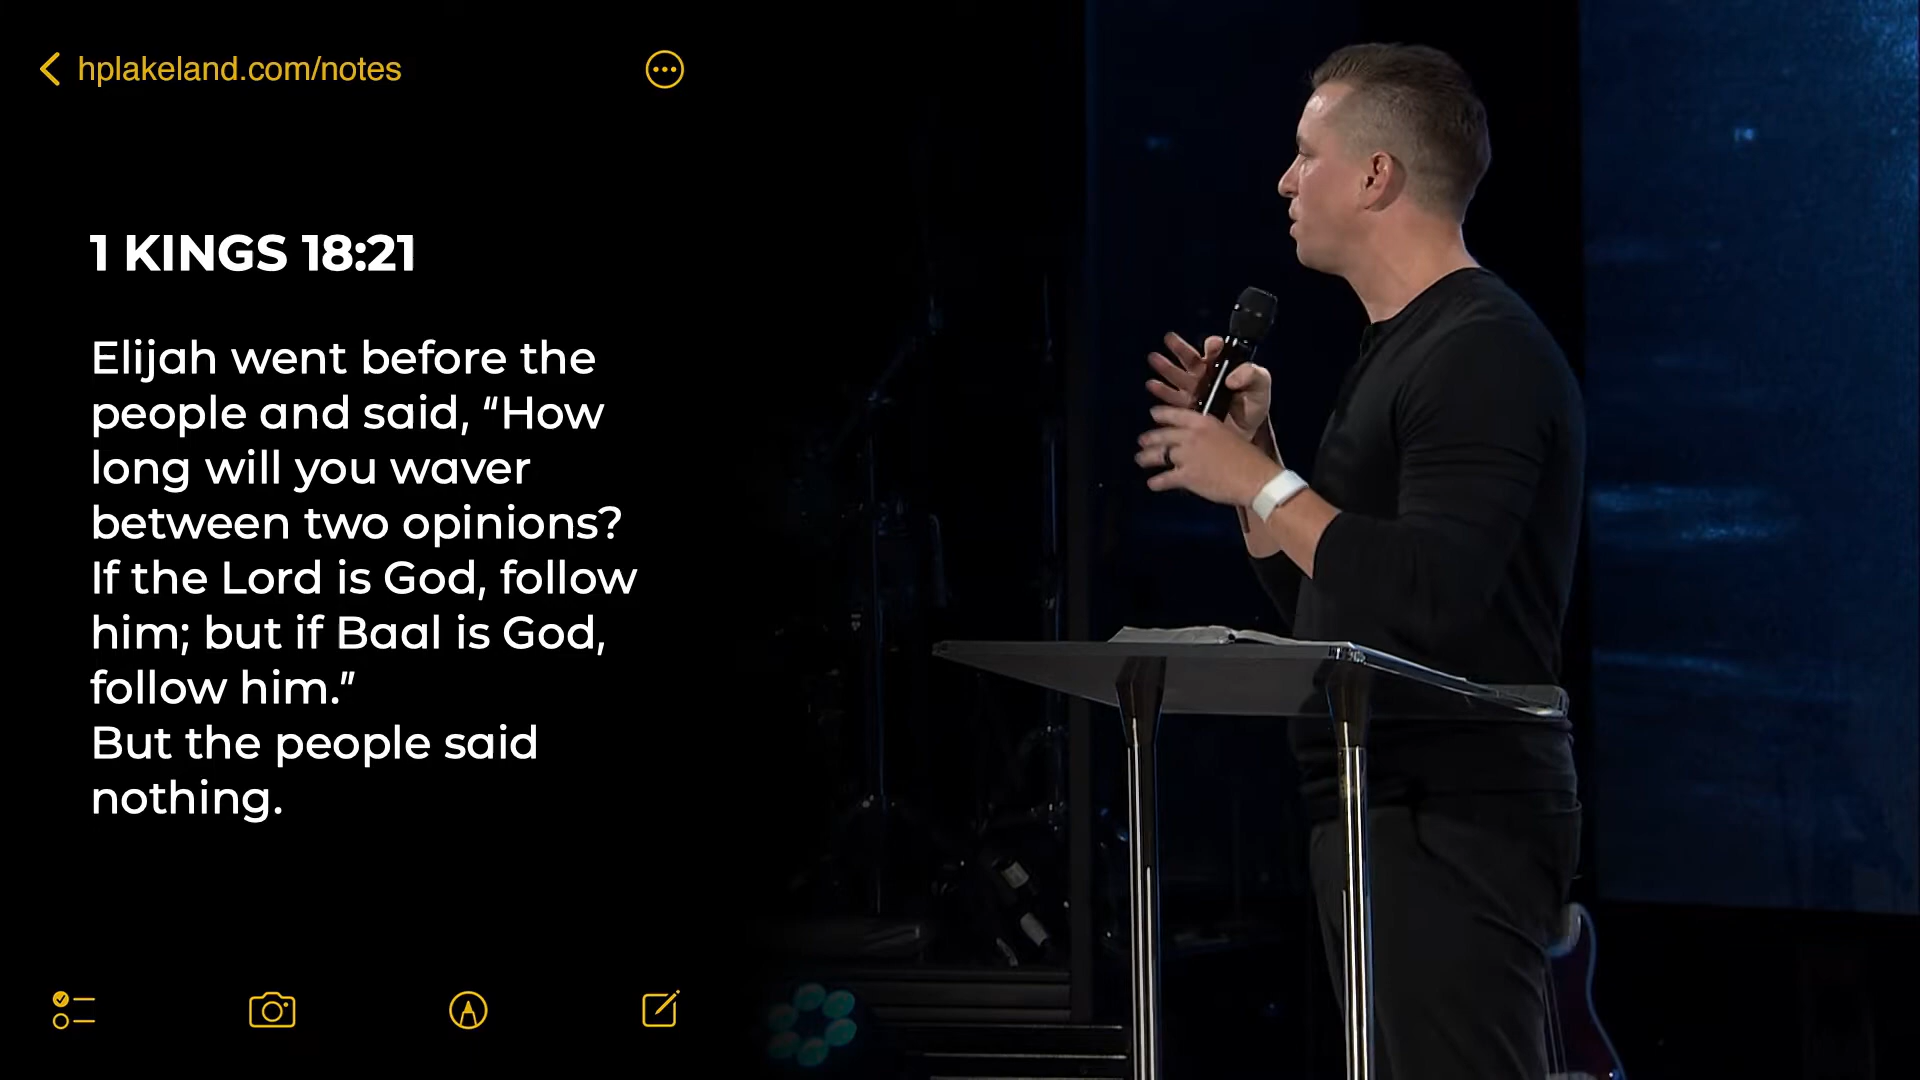 hplakeland.com/notes
1 KINGS 18:21
Elijah went before the
people and said, “How
long will you waver
between two opinions?
If the Lord is God, follow
him; but if Baal is God,
follow him.”
But the people said
nothing.